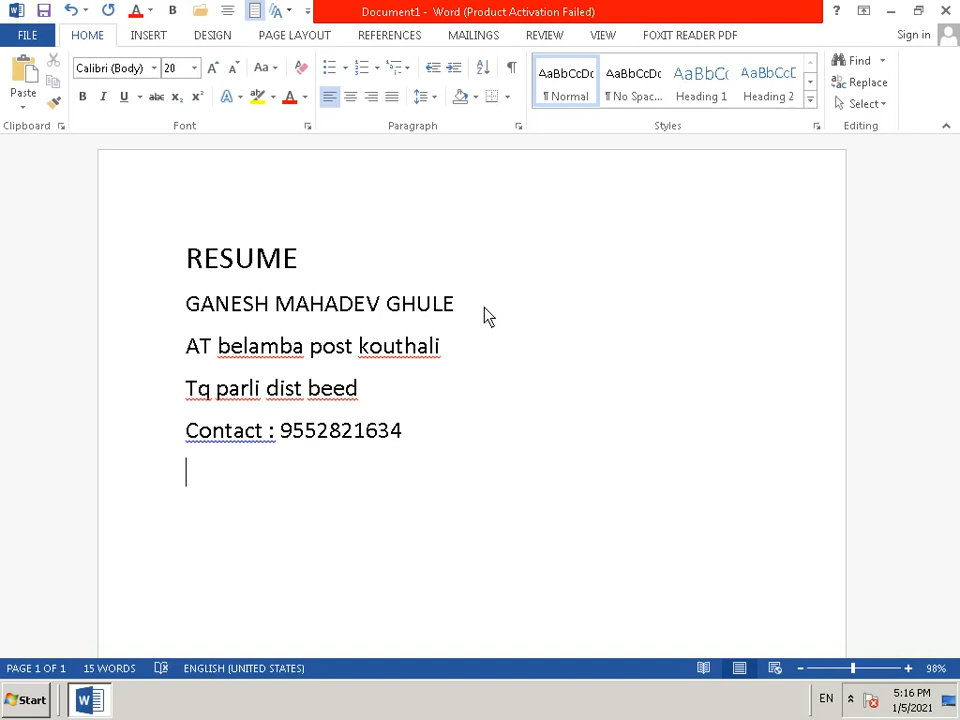 Document1 - Word (Product Activation Failed)
FILE HOME INSERT DESIGN PAGE LAYOUT REFERENCES MAILINGS REVIEW VIEW FOXIT READER PDF Sign in
Paste
Calibri (Body) 20
AaBbCcDc AaBbCcDc AaBbCc AaBbCcD
¶ Normal ¶ No Spac... Heading 1 Heading 2
Find
Replace
Select
Clipboard Font Paragraph Styles Editing
RESUME
GANESH MAHADEV GHULE
AT belamba post kouthali
Tq parli dist beed
Contact : 9552821634
PAGE 1 OF 1 15 WORDS ENGLISH (UNITED STATES) 98%
Start EN 5:16 PM
1/5/2021